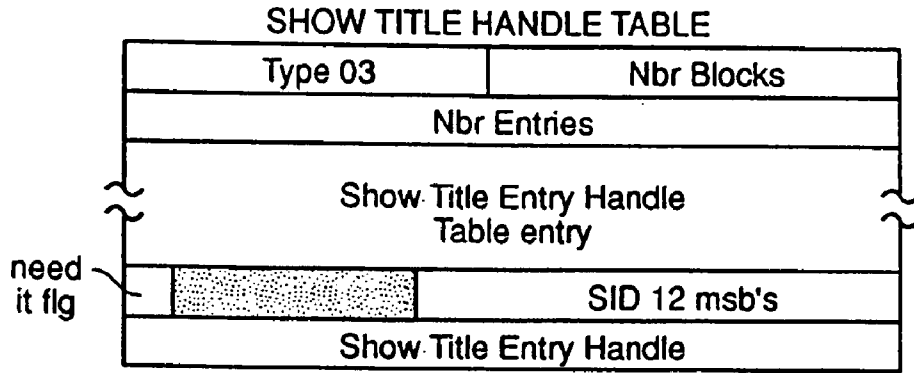 SHOW TITLE HANDLE TABLE
Type 03
Nbr Blocks
Nbr Entries
Show Title Entry Handle
Table entry
need
it flg
SID 12 msb's
Show Title Entry Handle